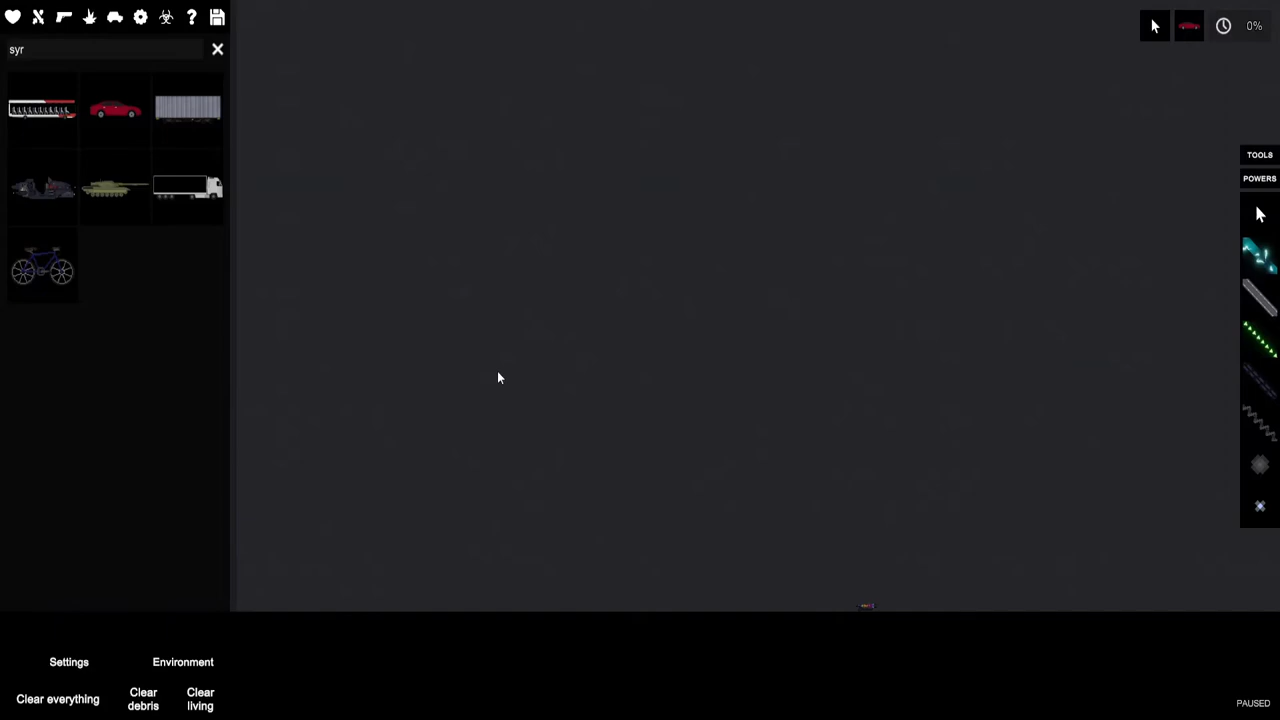 syr
0%
TOOLS
POWERS
Settings
Environment
Clear everything
Clear
debris
Clear
living
PAUSED